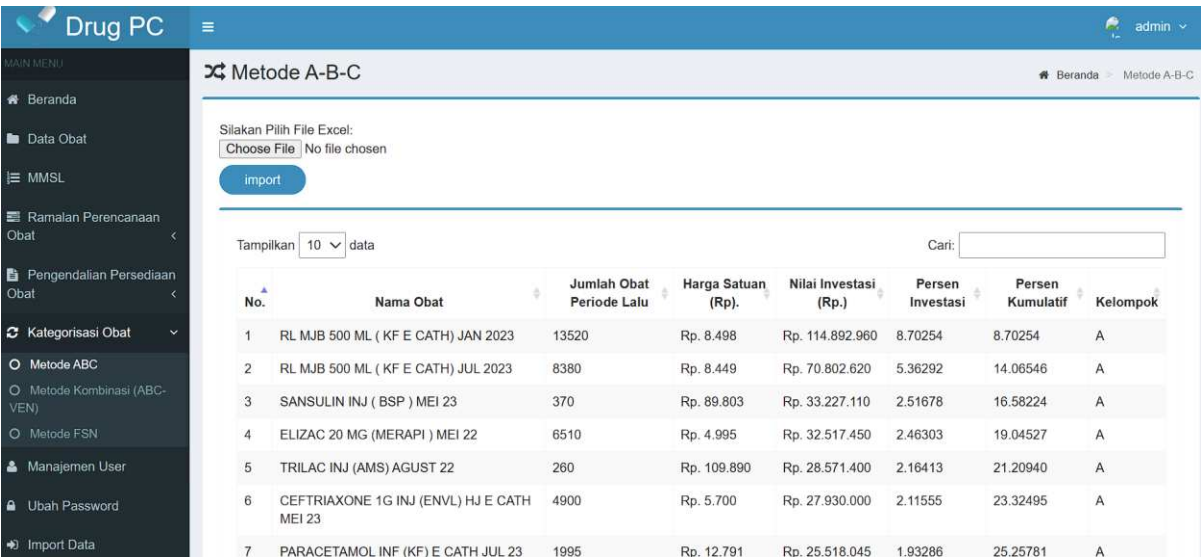 Drug PC
admin
MAIN MENU
Metode A-B-C
Beranda > Metode A-B-C
Beranda
Data Obat
MMSL
Ramalan Perencanaan
Obat
Pengendalian Persediaan
Obat
Kategorisasi Obat
Metode ABC
Metode Kombinasi (ABC-
VEN)
Metode FSN
Manajemen User
Ubah Password
Import Data
Silakan Pilih File Excel:
Choose File No file chosen
import
Tampilkan 10 data
Cari:
No. Nama Obat Jumlah Obat Periode Lalu Harga Satuan (Rp). Nilai Investasi (Rp.) Persen Investasi Persen Kumulatif Kelompok
1 RL MJB 500 ML ( KF E CATH) JAN 2023 13520 Rp. 8.498 Rp. 114.892.960 8.70254 8.70254 A
2 RL MJB 500 ML ( KF E CATH) JUL 2023 8380 Rp. 8.449 Rp. 70.802.620 5.36292 14.06546 A
3 SANSULIN INJ ( BSP ) MEI 23 370 Rp. 89.803 Rp. 33.227.110 2.51678 16.58224 A
4 ELIZAC 20 MG (MERAPI ) MEI 22 6510 Rp. 4.995 Rp. 32.517.450 2.46303 19.04527 A
5 TRILAC INJ (AMS) AGUST 22 260 Rp. 109.890 Rp. 28.571.400 2.16413 21.20940 A
6 CEFTRIAXONE 1G INJ (ENVL) HJ E CATH 4900 Rp. 5.700 Rp. 27.930.000 2.11555 23.32495 A
MEI 23
7 PARACETAMOL INF (KF) E CATH JUL 23 1995 Rp. 12.791 Rp. 25.518.045 1.93286 25.25781 A